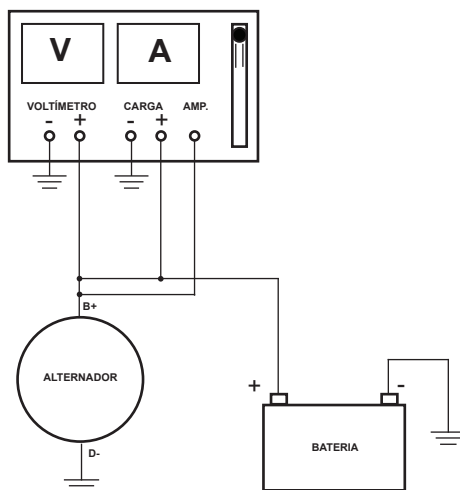 V A
VOLTÍMETRO CARGA AMP.
- + - +
B+
ALTERNADOR
+ -
BATERIA
D-